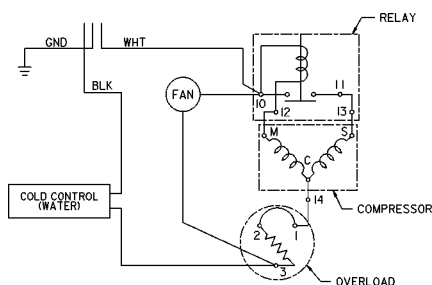 RELAY
GND
WHT
BLK
FAN
10
11
12
13
M
S
C
COLD CONTROL
(WATER)
14
COMPRESSOR
2
1
3
OVERLOAD